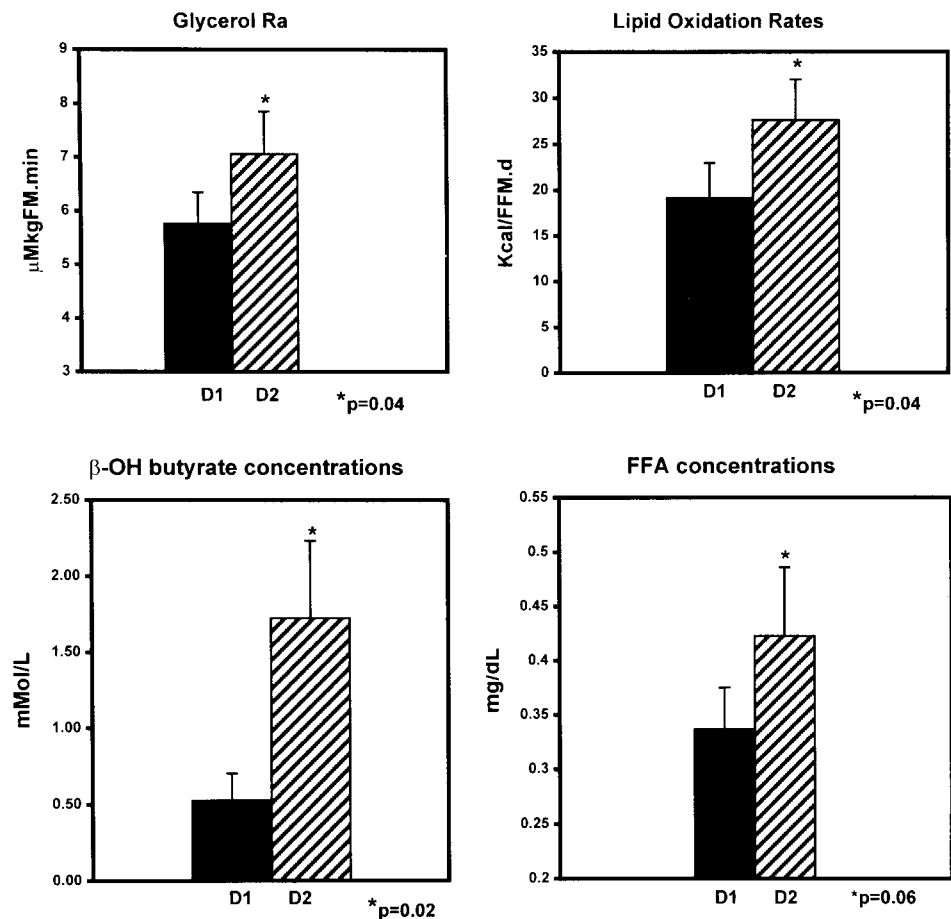 Glycerol Ra
9
8
7
6
5
4
3
μMkgFM.min
*
D1 D2 *p=0.04
Lipid Oxidation Rates
35
30
25
20
15
10
5
0
Kcal/FFM.d
*
D1 D2 *p=0.04
β-OH butyrate concentrations
2.50
2.00
1.50
1.00
0.50
0.00
mMol/L
*
D1 D2 *p=0.02
FFA concentrations
0.55
0.5
0.45
0.4
0.35
0.3
0.25
0.2
mg/dL
*
D1 D2 *p=0.06